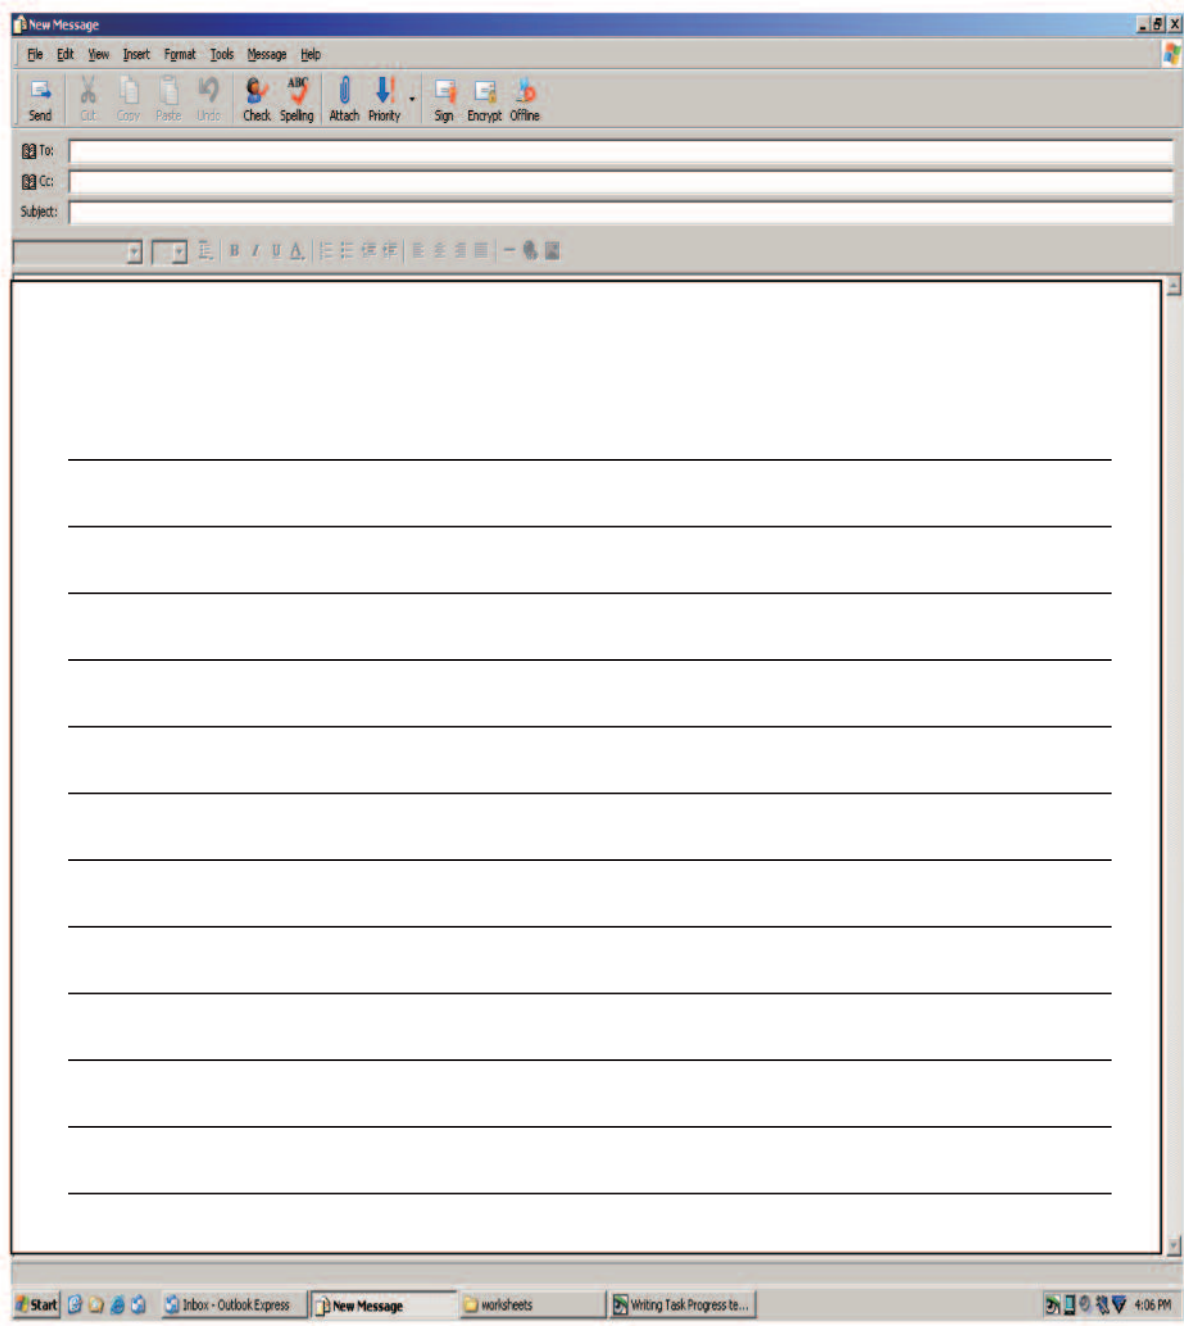 New Message
File Edit View Insert Format Tools Message Help
ABC
Send Cut Copy Paste Undo Check Spelling Attach Priority Sign Encrypt Offline
To:
Cc:
Subject:
B I U A
Start Inbox - Outlook Express New Message worksheets Writing Task Progress te... 4:06 PM